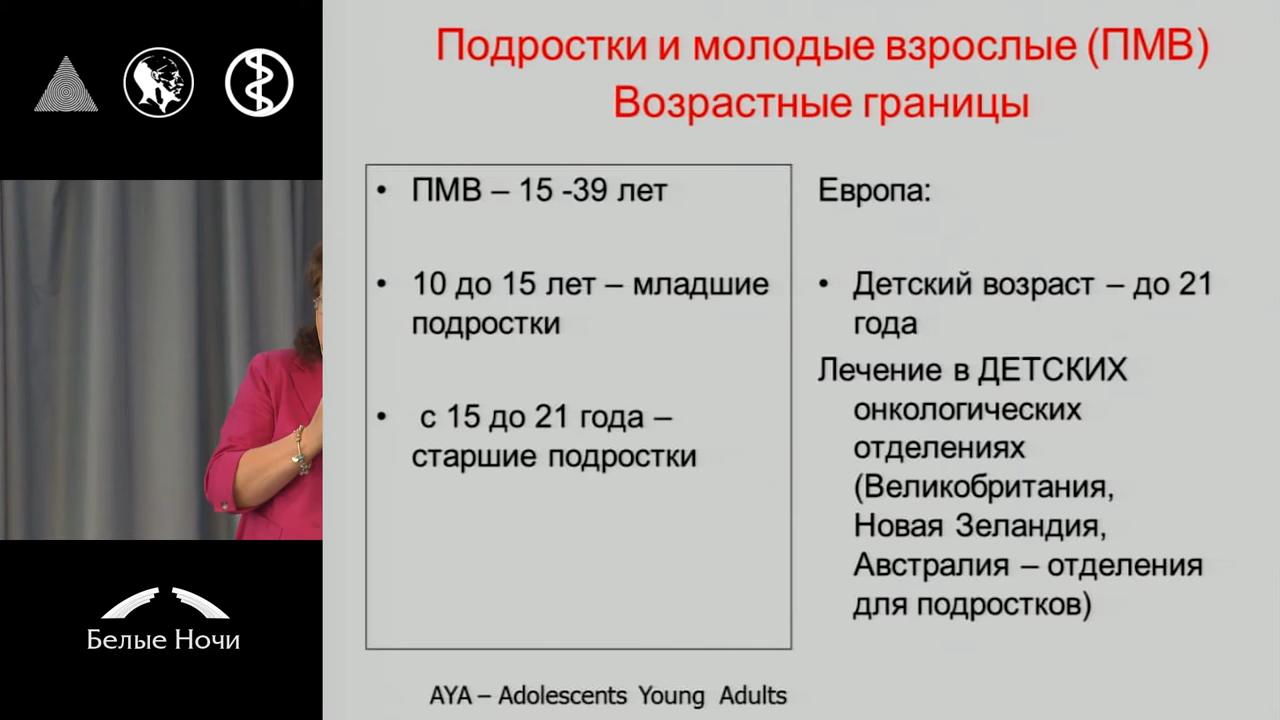 Подростки и молодые взрослые (ПМВ)
Возрастные границы
• ПМВ – 15 -39 лет
• 10 до 15 лет – младшие
подростки
• с 15 до 21 года –
старшие подростки
Европа:
• Детский возраст – до 21
года
Лечение в ДЕТСКИХ
онкологических
отделениях
(Великобритания,
Новая Зеландия,
Австралия – отделения
для подростков)
AYA – Adolescents Young Adults
Белые Ночи